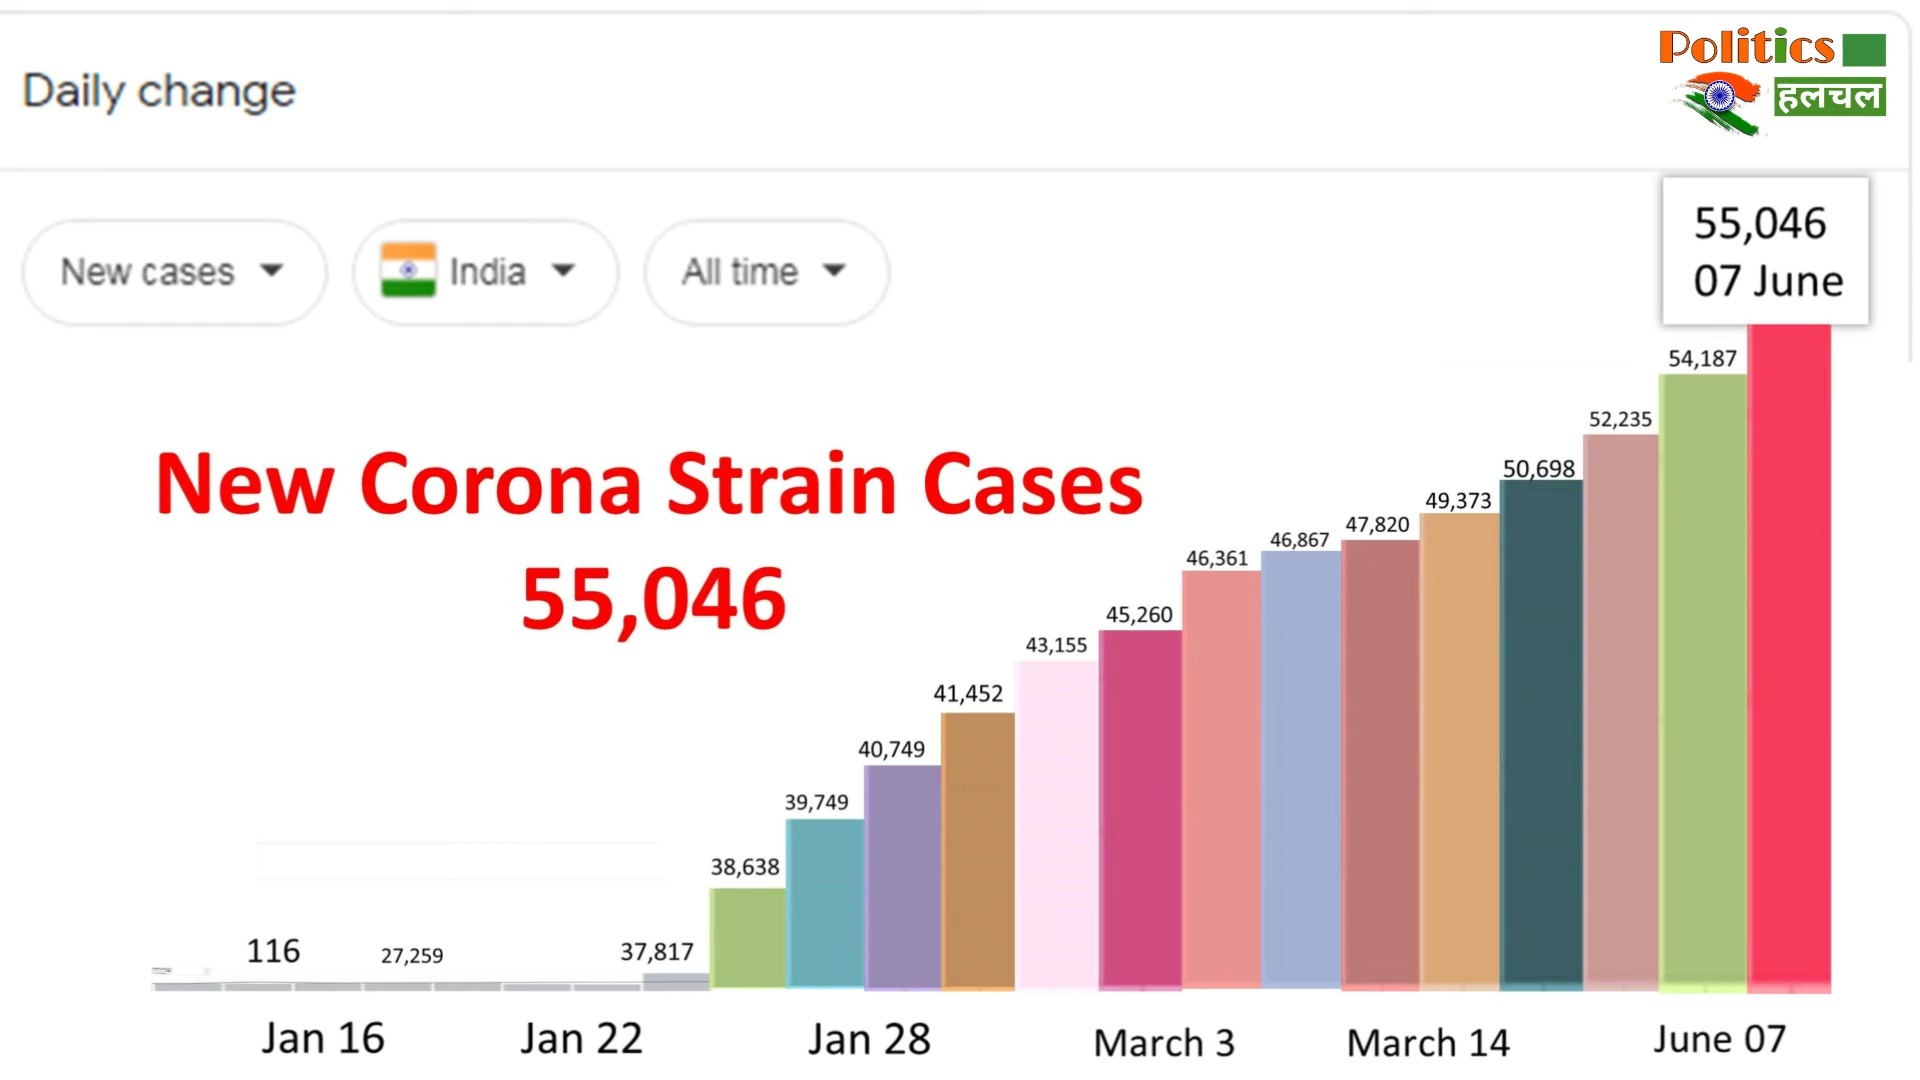 Politics
हलचल
Daily change
New cases
India
All time
55,046
07 June
New Corona Strain Cases
55,046
116
27,259
37,817
38,638
39,749
40,749
41,452
43,155
45,260
46,361
46,867
47,820
49,373
50,698
52,235
54,187
Jan 16
Jan 22
Jan 28
March 3
March 14
June 07